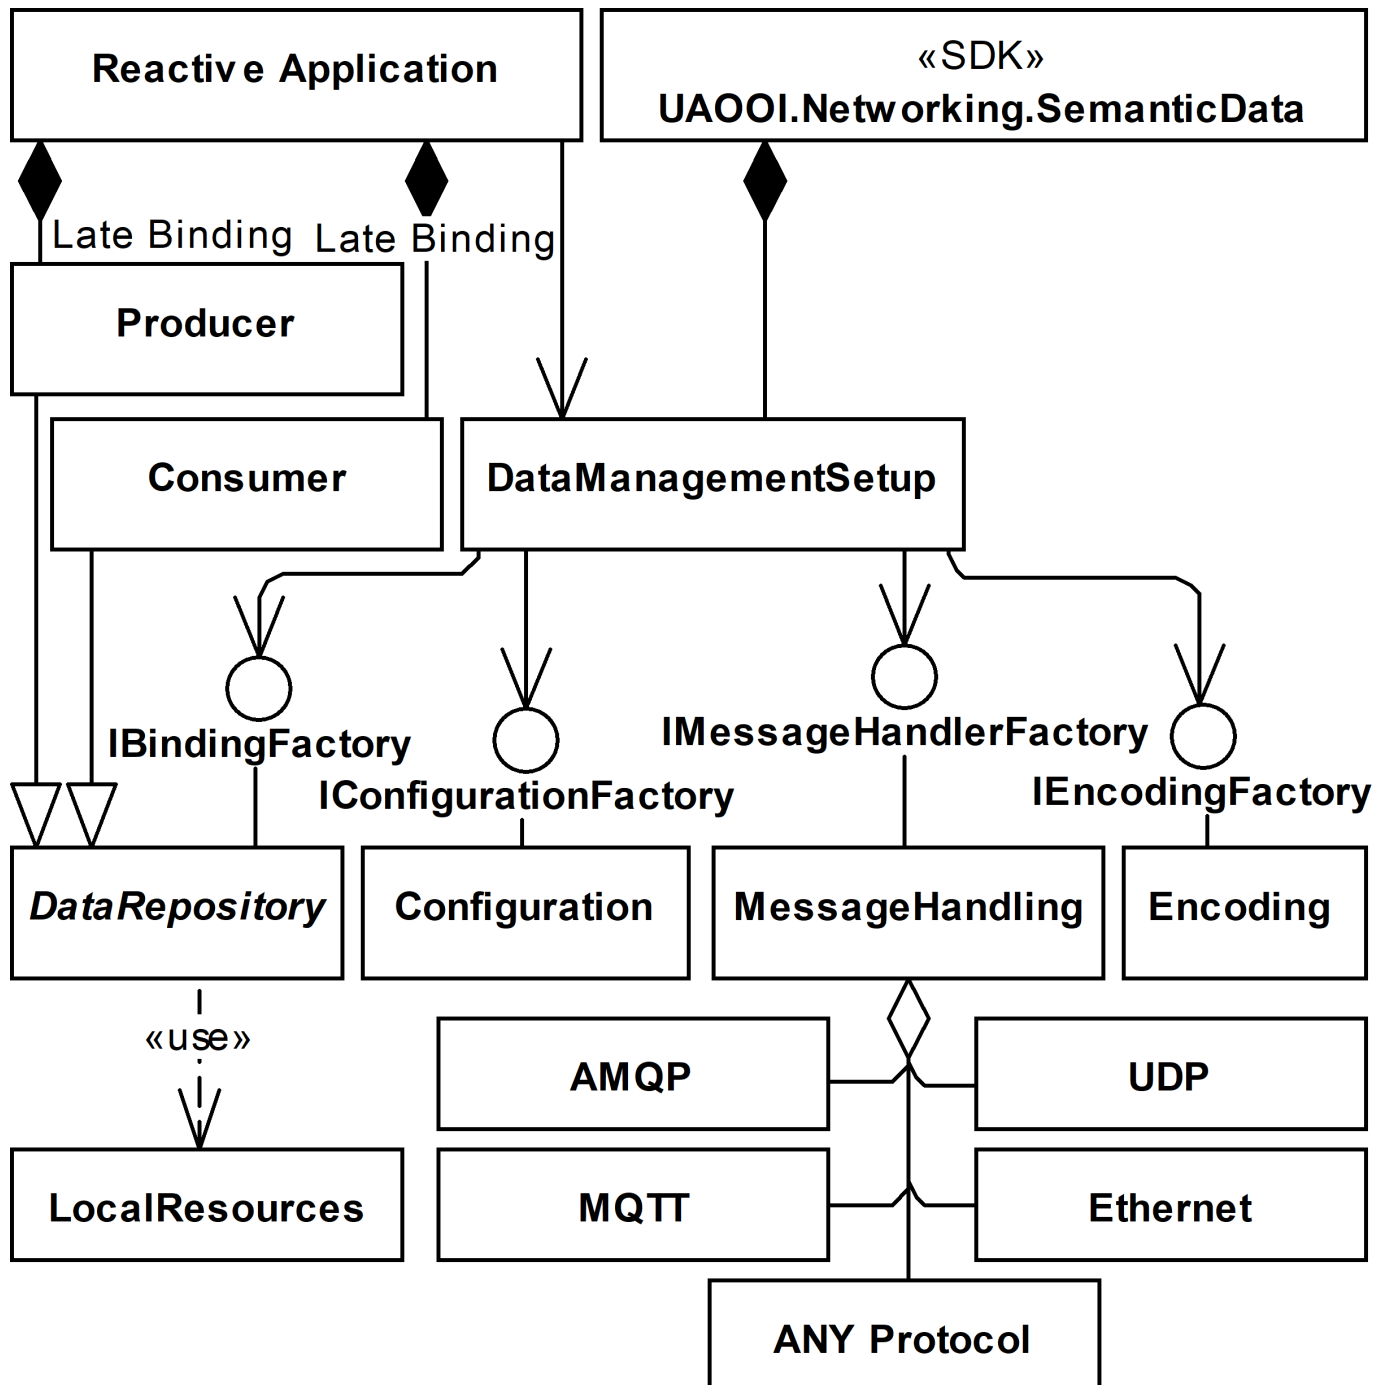 Reactive Application
«SDK»
UAOOI.Networking.SemanticData
Late Binding
Late Binding
Producer
Consumer
DataManagementSetup
IBindingFactory
IConfigurationFactory
IMessageHandlerFactory
IEncodingFactory
DataRepository
Configuration
MessageHandling
Encoding
«use»
AMQP
UDP
LocalResources
MQTT
Ethernet
ANY Protocol